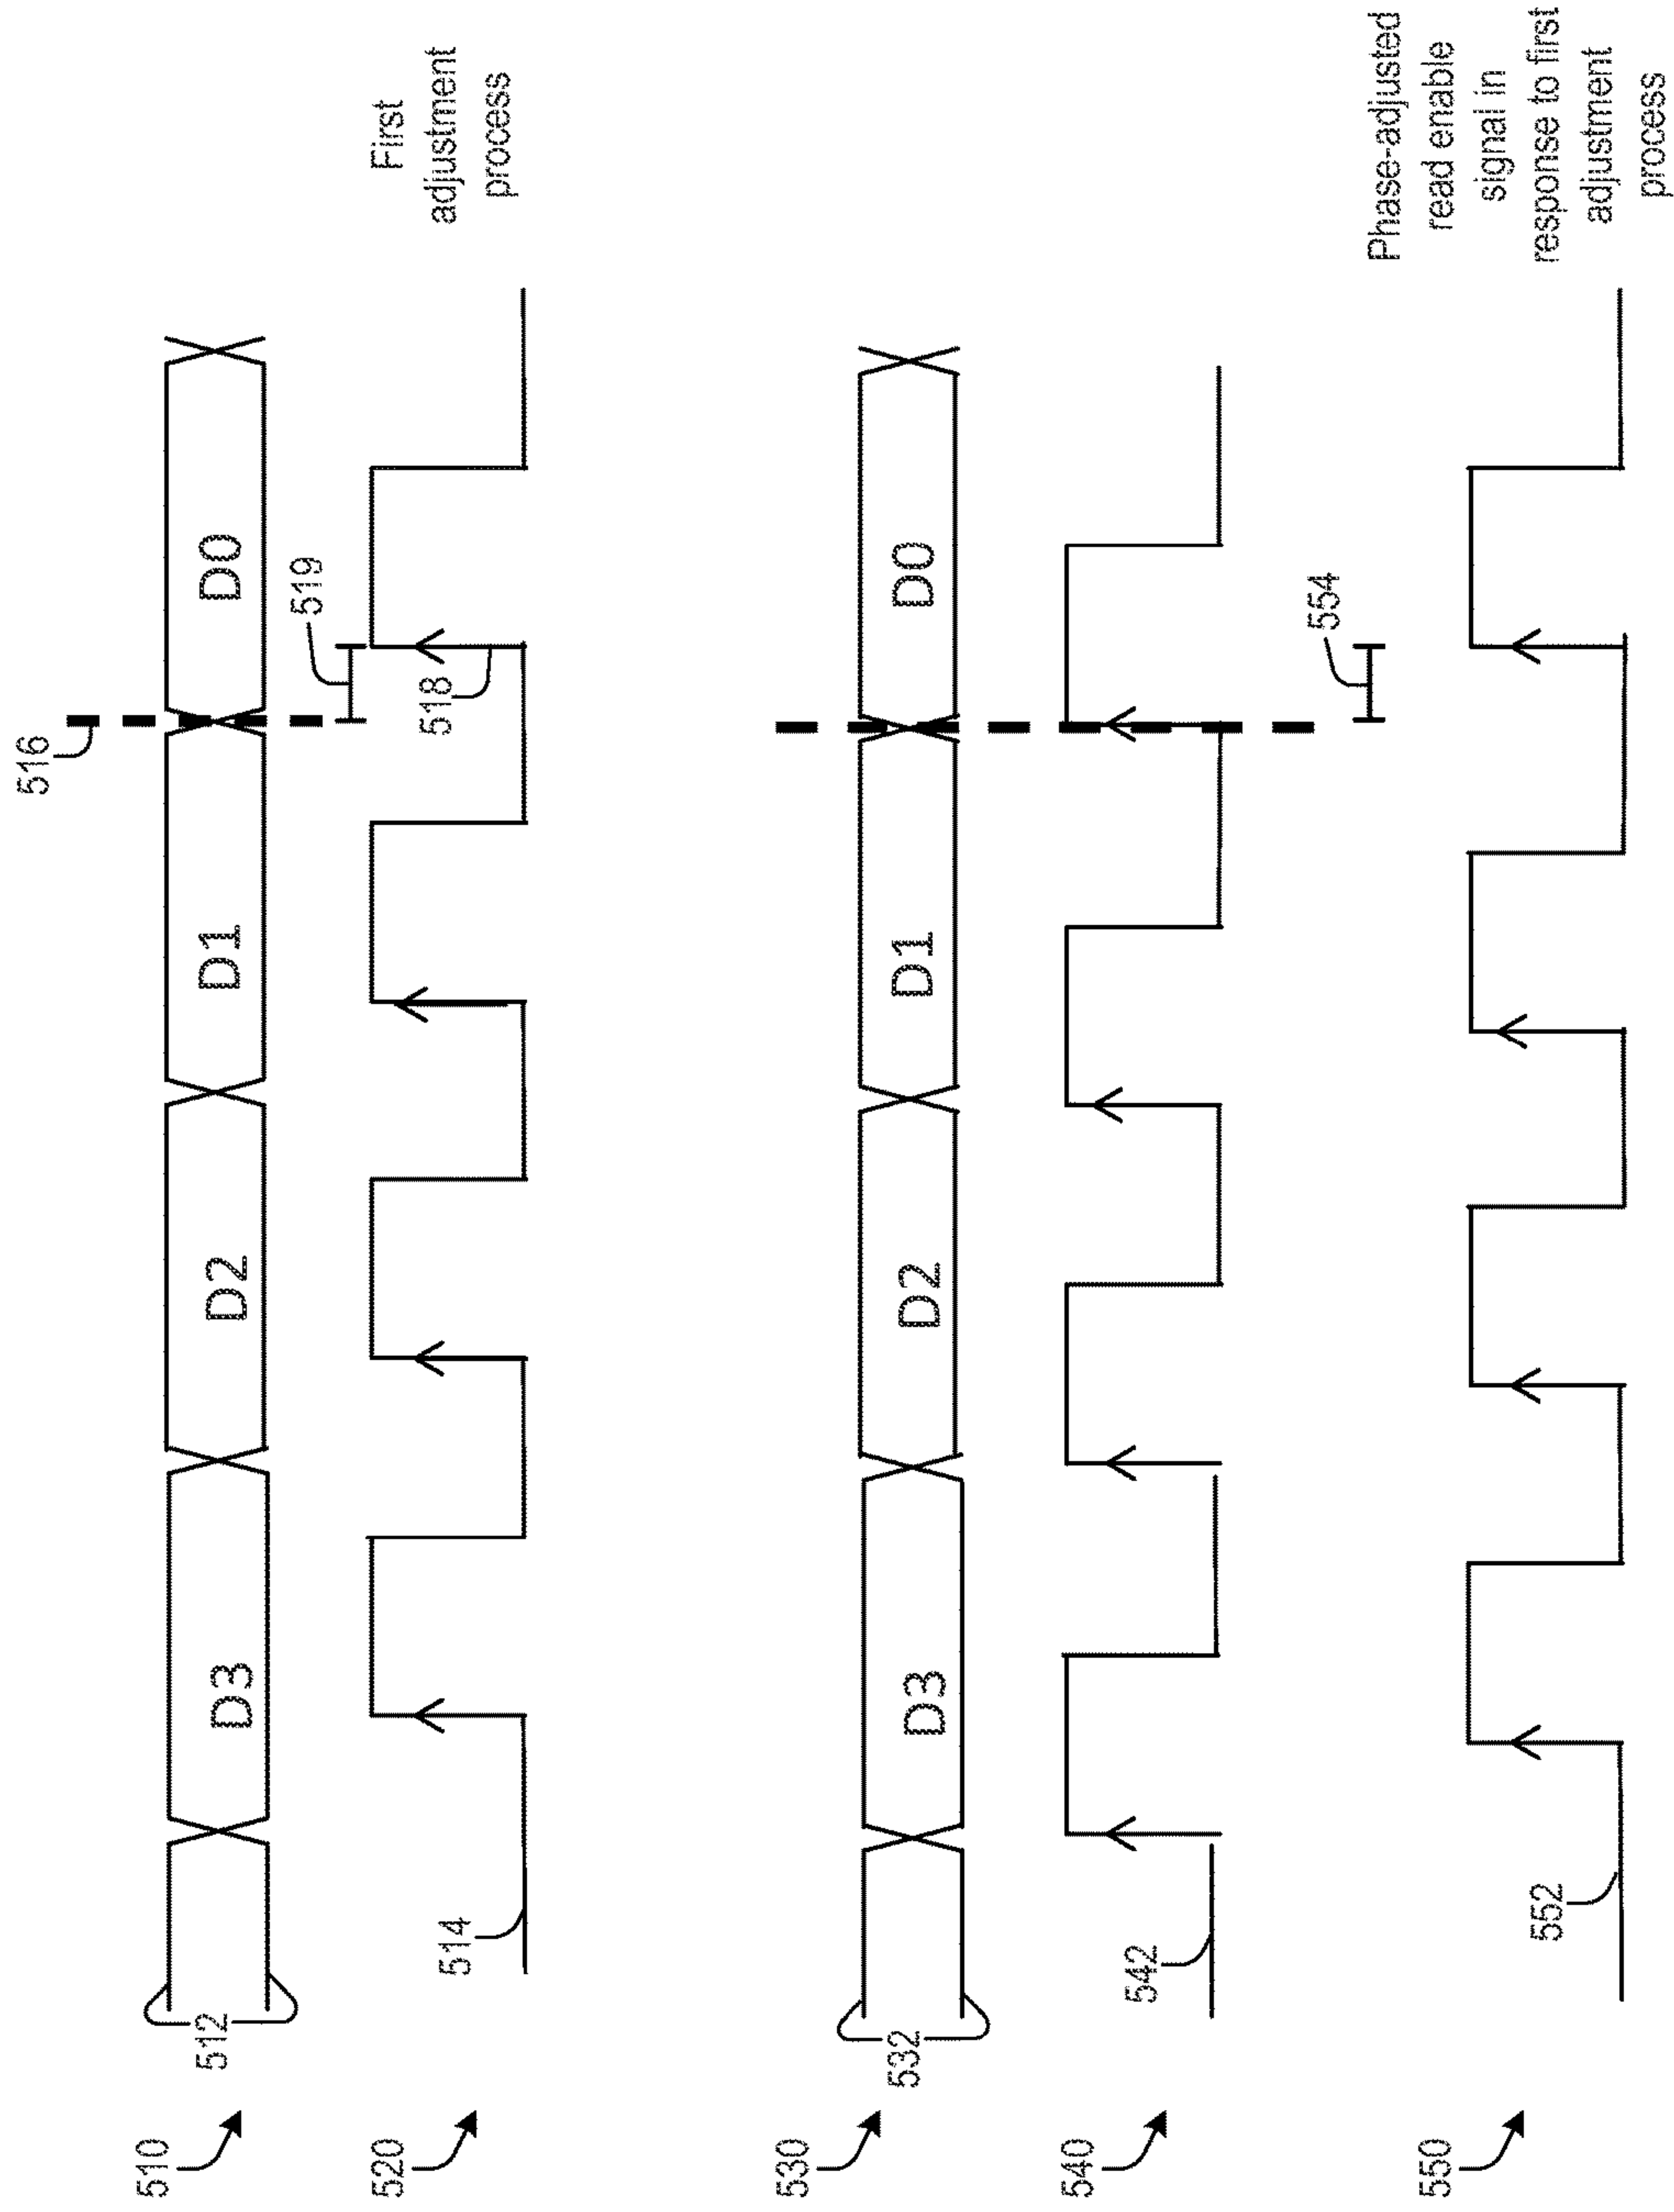 510
512
D3
D2
D1
D0
516
520
514
518
519
First
adjustment
process
530
532
D3
D2
D1
D0
540
542
550
552
554
Phase-adjusted
read enable
signal in
response to first
adjustment
process